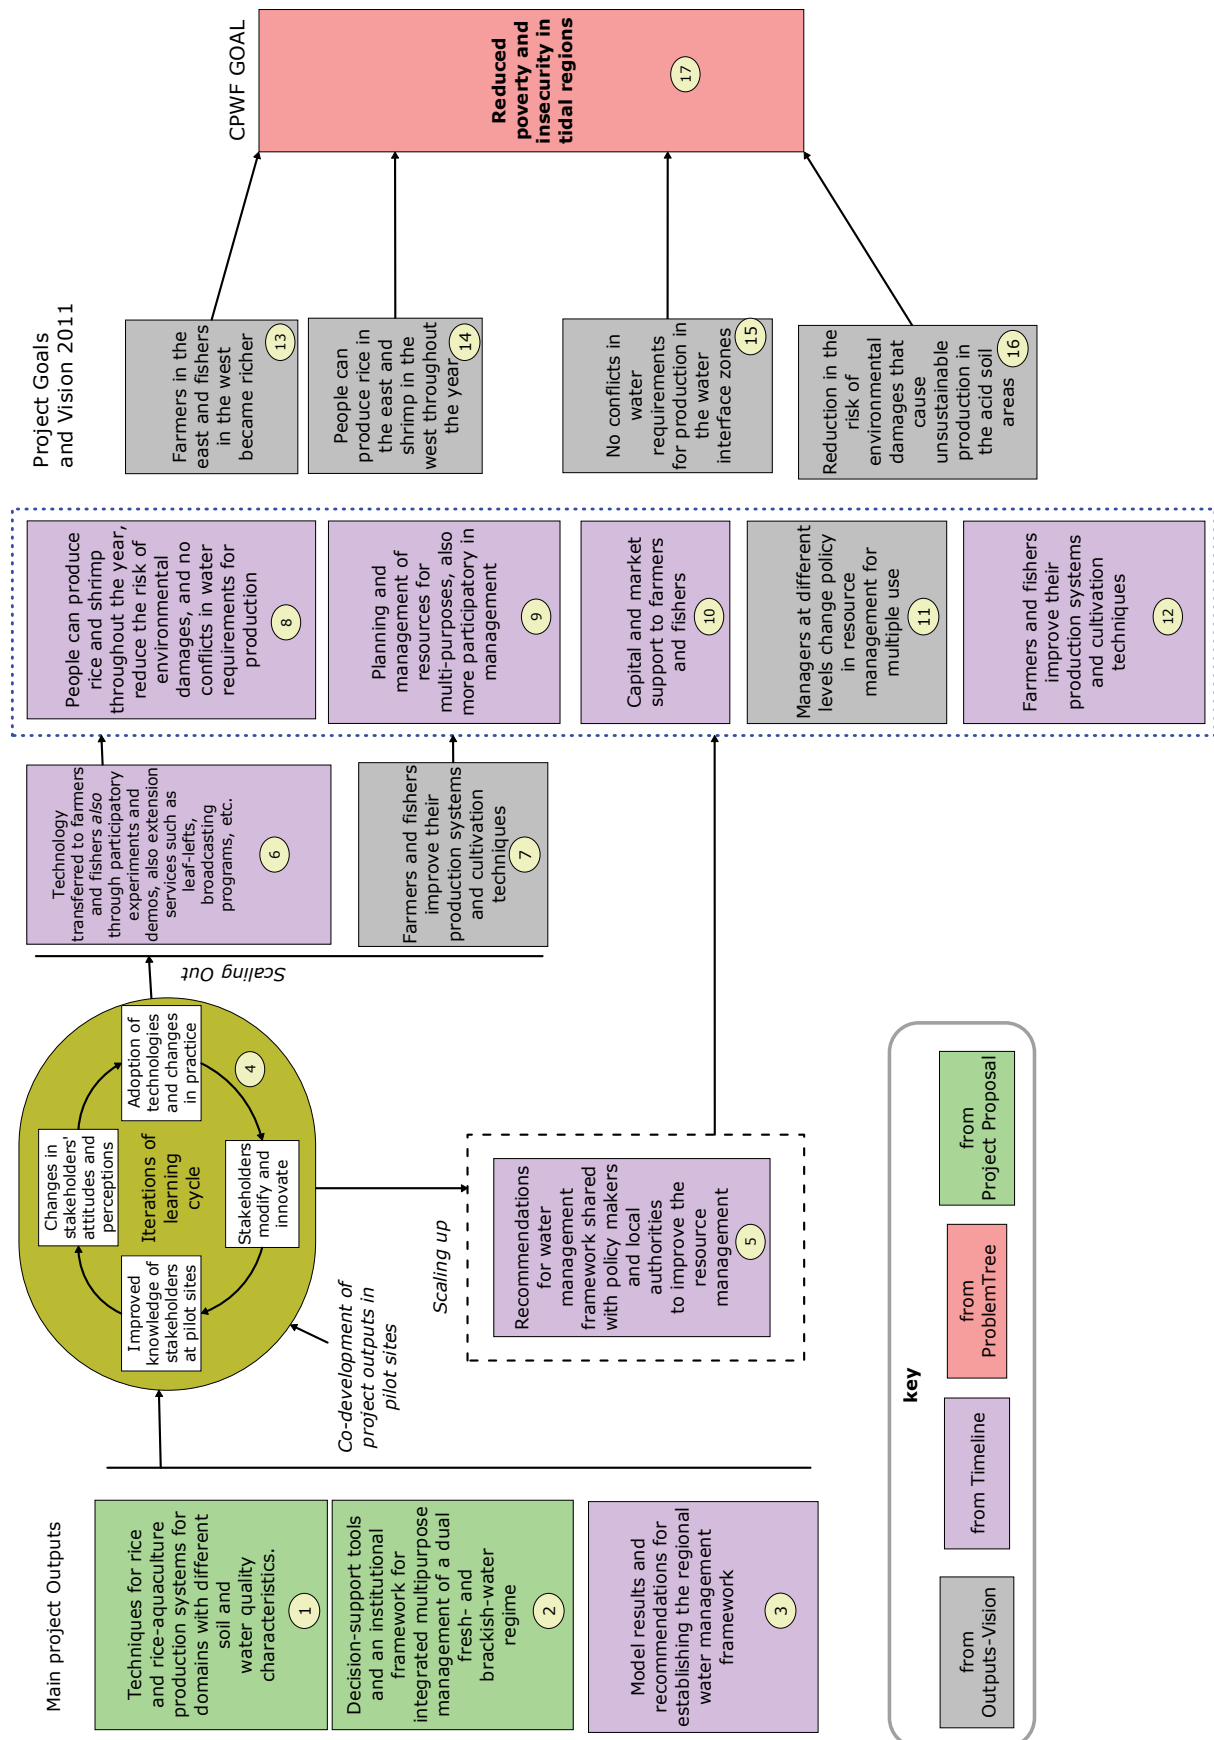 Main project Outputs
Techniques for rice
and rice-aquaculture
production systems for
domains with different
soil and
water quality
characteristics.
1
Decision-support tools
and an institutional
framework for
integrated multipurpose
management of a dual
fresh- and
brackish-water
regime
2
Model results and
recommendations for
establishing the regional
water management
framework
3
Co-development of
project outputs in
pilot sites
Improved
knowledge of
stakeholders
at pilot sites
Changes in
stakeholders'
attitudes and
perceptions
Iterations of
learning
cycle
Adoption of
technologies
and changes
in practice
Stakeholders
modify and
innovate
4
Scaling up
Recommendations
for water
management
framework shared
with policy makers
and local
authorities
to improve the
resource
management
5
Scaling Out
Technology
transferred to farmers
and fishers also
through participatory
experiments and
demos, also extension
services such as
leaf-lefts,
broadcasting
programs, etc.
6
Farmers and fishers
improve their
production systems
and cultivation
techniques
7
People can produce
rice and shrimp
throughout the year,
reduce the risk of
environmental
damages, and no
conflicts in water
requirements for
production
8
Planning and
management of
resources for
multi-purposes, also
more participatory in
management
9
Capital and market
support to farmers
and fishers
10
Managers at different
levels change policy
in resource
management for
multiple use
11
Farmers and fishers
improve their
production systems
and cultivation
techniques
12
Project Goals
and Vision 2011
Farmers in the
east and fishers
in the west
became richer
13
People can
produce rice in
the east and
shrimp in the
west throughout
the year
14
No conflicts in
water
requirements
for production in
the water
interface zones
15
Reduction in the
risk of
environmental
damages that
cause
unsustainable
production in
the acid soil
areas
16
CPWF GOAL
Reduced
poverty and
insecurity in
tidal regions
17
key
from
Outputs-Vision
from Timeline
from
ProblemTree
from
Project Proposal